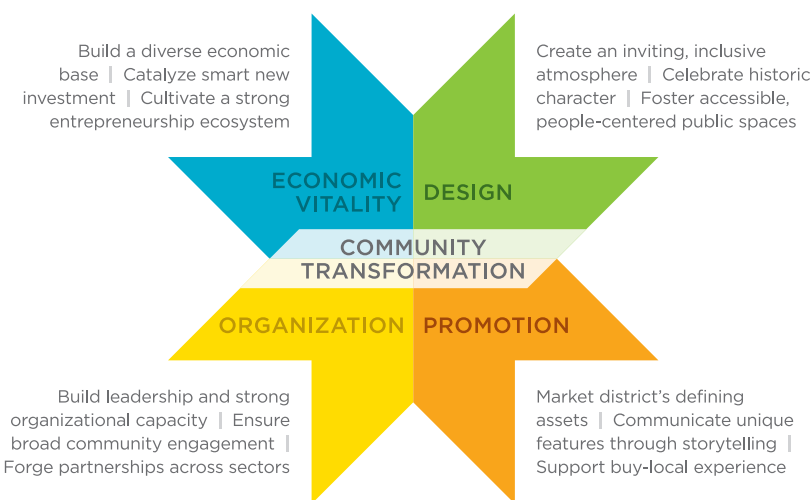 Build a diverse economic
base | Catalyze smart new
investment | Cultivate a strong
entrepreneurship ecosystem
Create an inviting, inclusive
atmosphere | Celebrate historic
character | Foster accessible,
people-centered public spaces
ECONOMIC
VITALITY
DESIGN
COMMUNITY
TRANSFORMATION
ORGANIZATION
PROMOTION
Build leadership and strong
organizational capacity | Ensure
broad community engagement |
Forge partnerships across sectors
Market district’s defining
assets | Communicate unique
features through storytelling |
Support buy-local experience